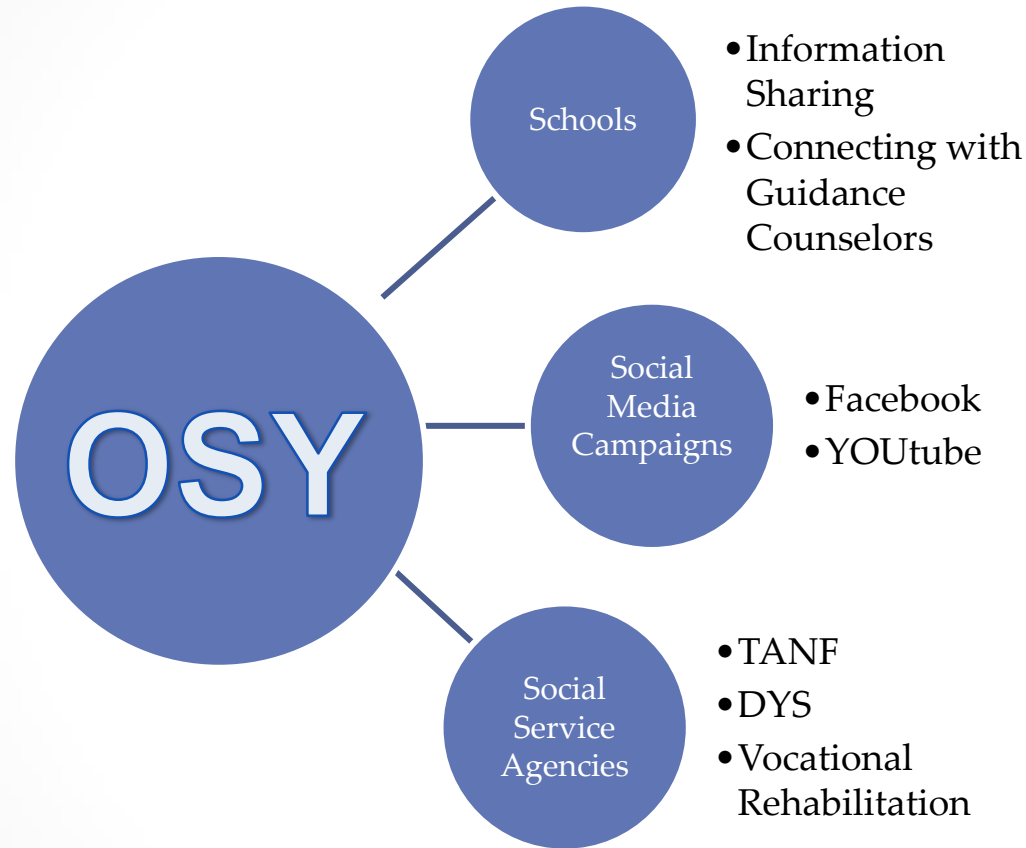 OSY
Schools
•Information
Sharing
•Connecting with
Guidance
Counselors
Social
Media
Campaigns
•Facebook
•YOUtube
Social
Service
Agencies
•TANF
•DYS
•Vocational
Rehabilitation